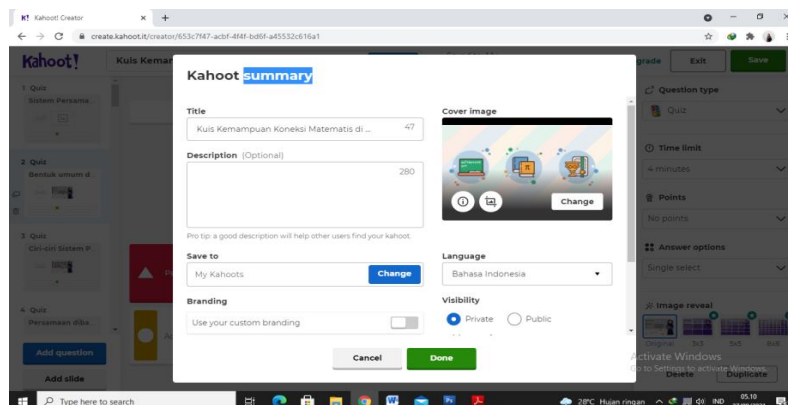 Kahoot! Creator
create.kahoot.it/creator/653c7f47-acbf-4f4f-bd6f-a45532c616a1
Kahoot!
Kuis Kemar
grade
Exit
Save
Kahoot summary
Title
Kuis Kemampuan Koneksi Matematis di ...
47
Description (Optional)
280
Pro tip: a good description will help other users find your kahoot.
Save to
My Kahoots
Change
Branding
Use your custom branding
Cover image
Change
Language
Bahasa Indonesia
Visibility
Private
Public
Cancel
Done
1 Quiz
Sistem Persama
2 Quiz
Bentuk umum d
3 Quiz
Ciri-ciri Sistem P
4 Quiz
Persamaan dibe
Add question
Add slide
Question type
Quiz
Time limit
4 minutes
Points
No points
Answer options
Single select
Image reveal
Original
3x3
5x5
8x8
Activate Windows
Go to Settings to activate Windows.
Delete
Duplicate
Type here to search
28°C Hujan ringan
IND
05.10